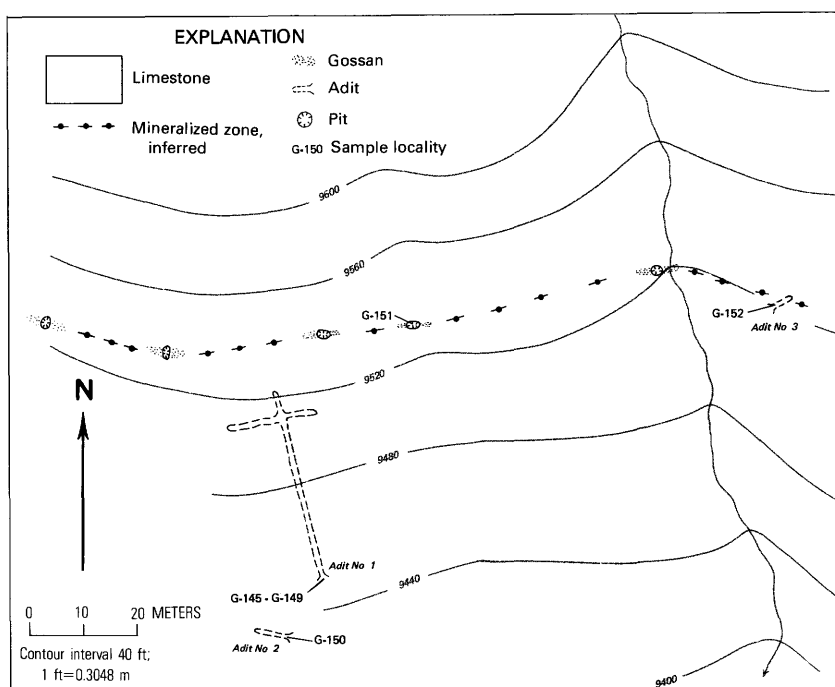 EXPLANATION
Limestone
Mineralized zone,
inferred
Gossan
Adit
Pit
G-150 Sample locality
9600
9560
G-151
G-152
Adit No 3
9520
N
9480
Adit No 1
9440
G-145 - G-149
0 10 20 METERS
G-150
Adit No 2
Contour interval 40 ft;
1 ft=0.3048 m
9400